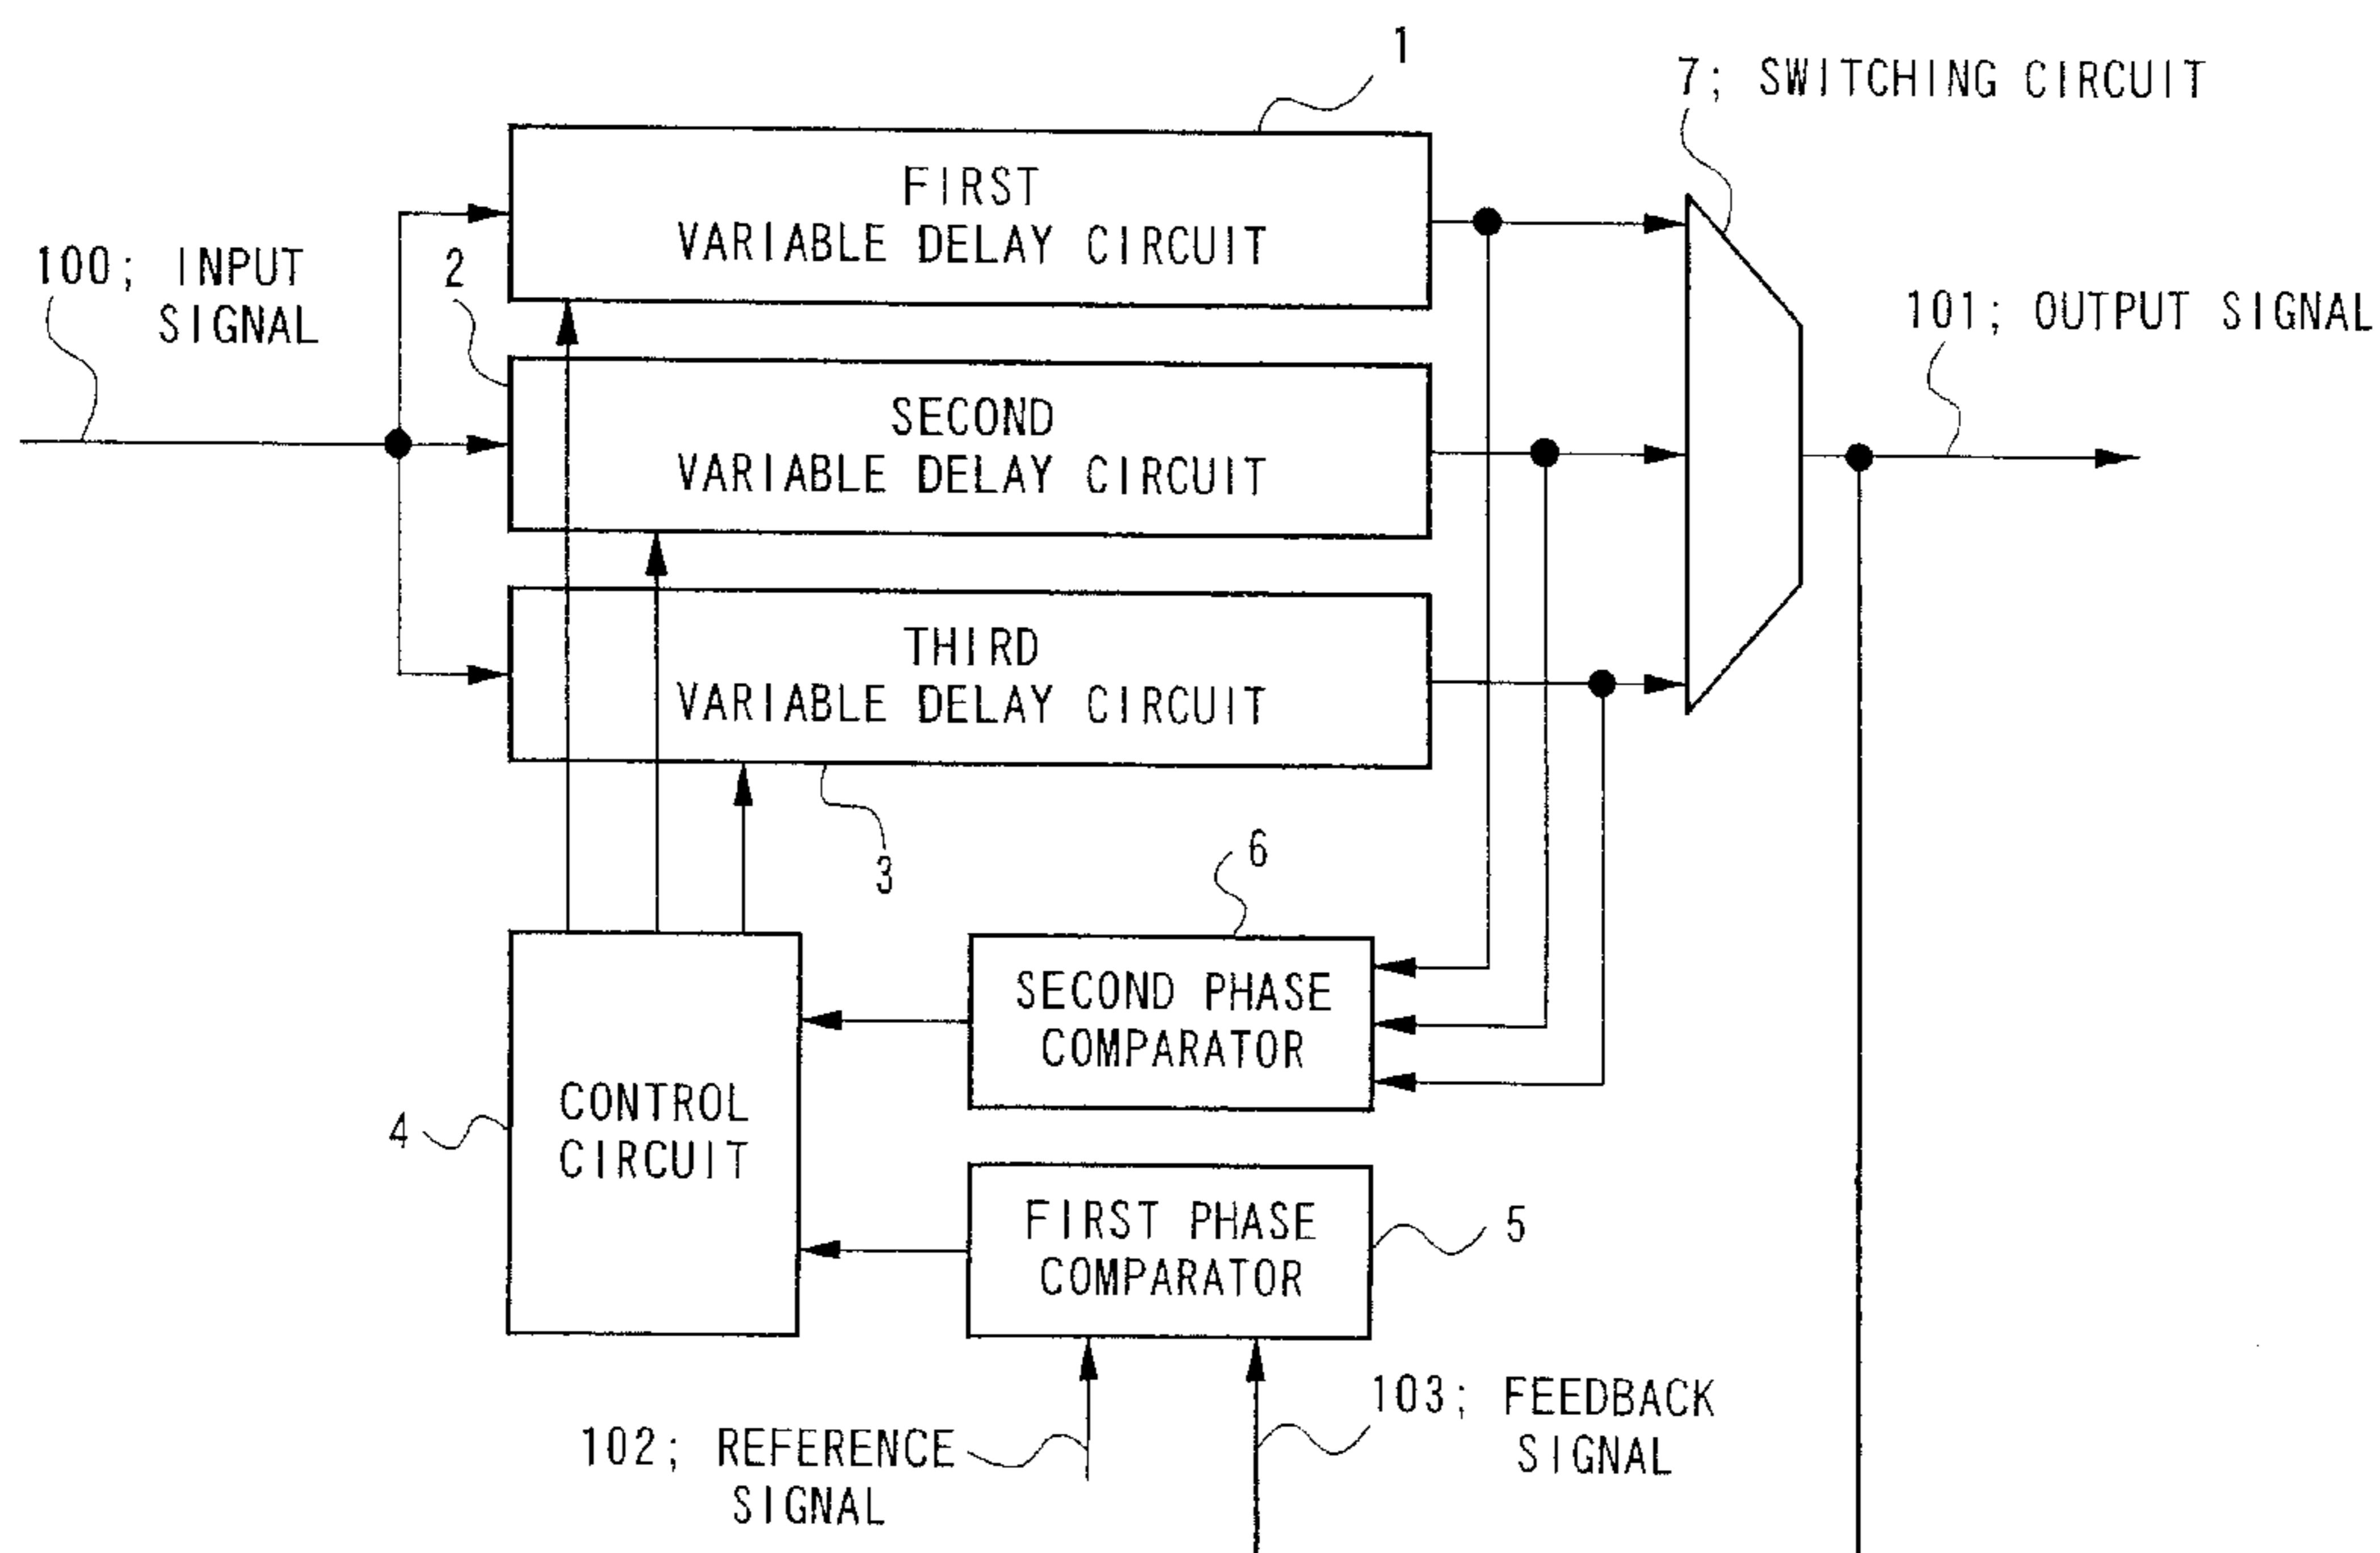 1
7; SWITCHING CIRCUIT
FIRST
VARIABLE DELAY CIRCUIT
100; INPUT
SIGNAL
2
101; OUTPUT SIGNAL
SECOND
VARIABLE DELAY CIRCUIT
THIRD
VARIABLE DELAY CIRCUIT
3
6
SECOND PHASE
COMPARATOR
4
CONTROL
CIRCUIT
FIRST PHASE
COMPARATOR
5
102; REFERENCE
SIGNAL
103; FEEDBACK
SIGNAL